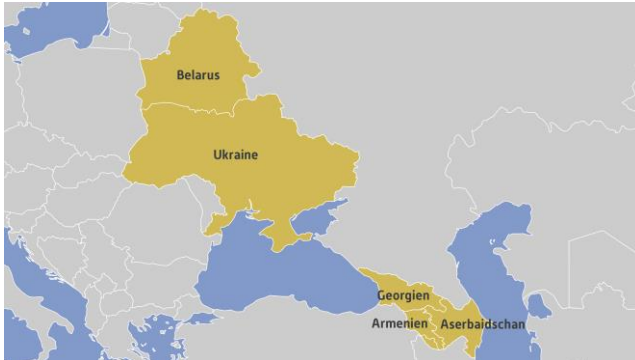 Belarus
Ukraine
Georgien
Armenien
Aserbaidschan